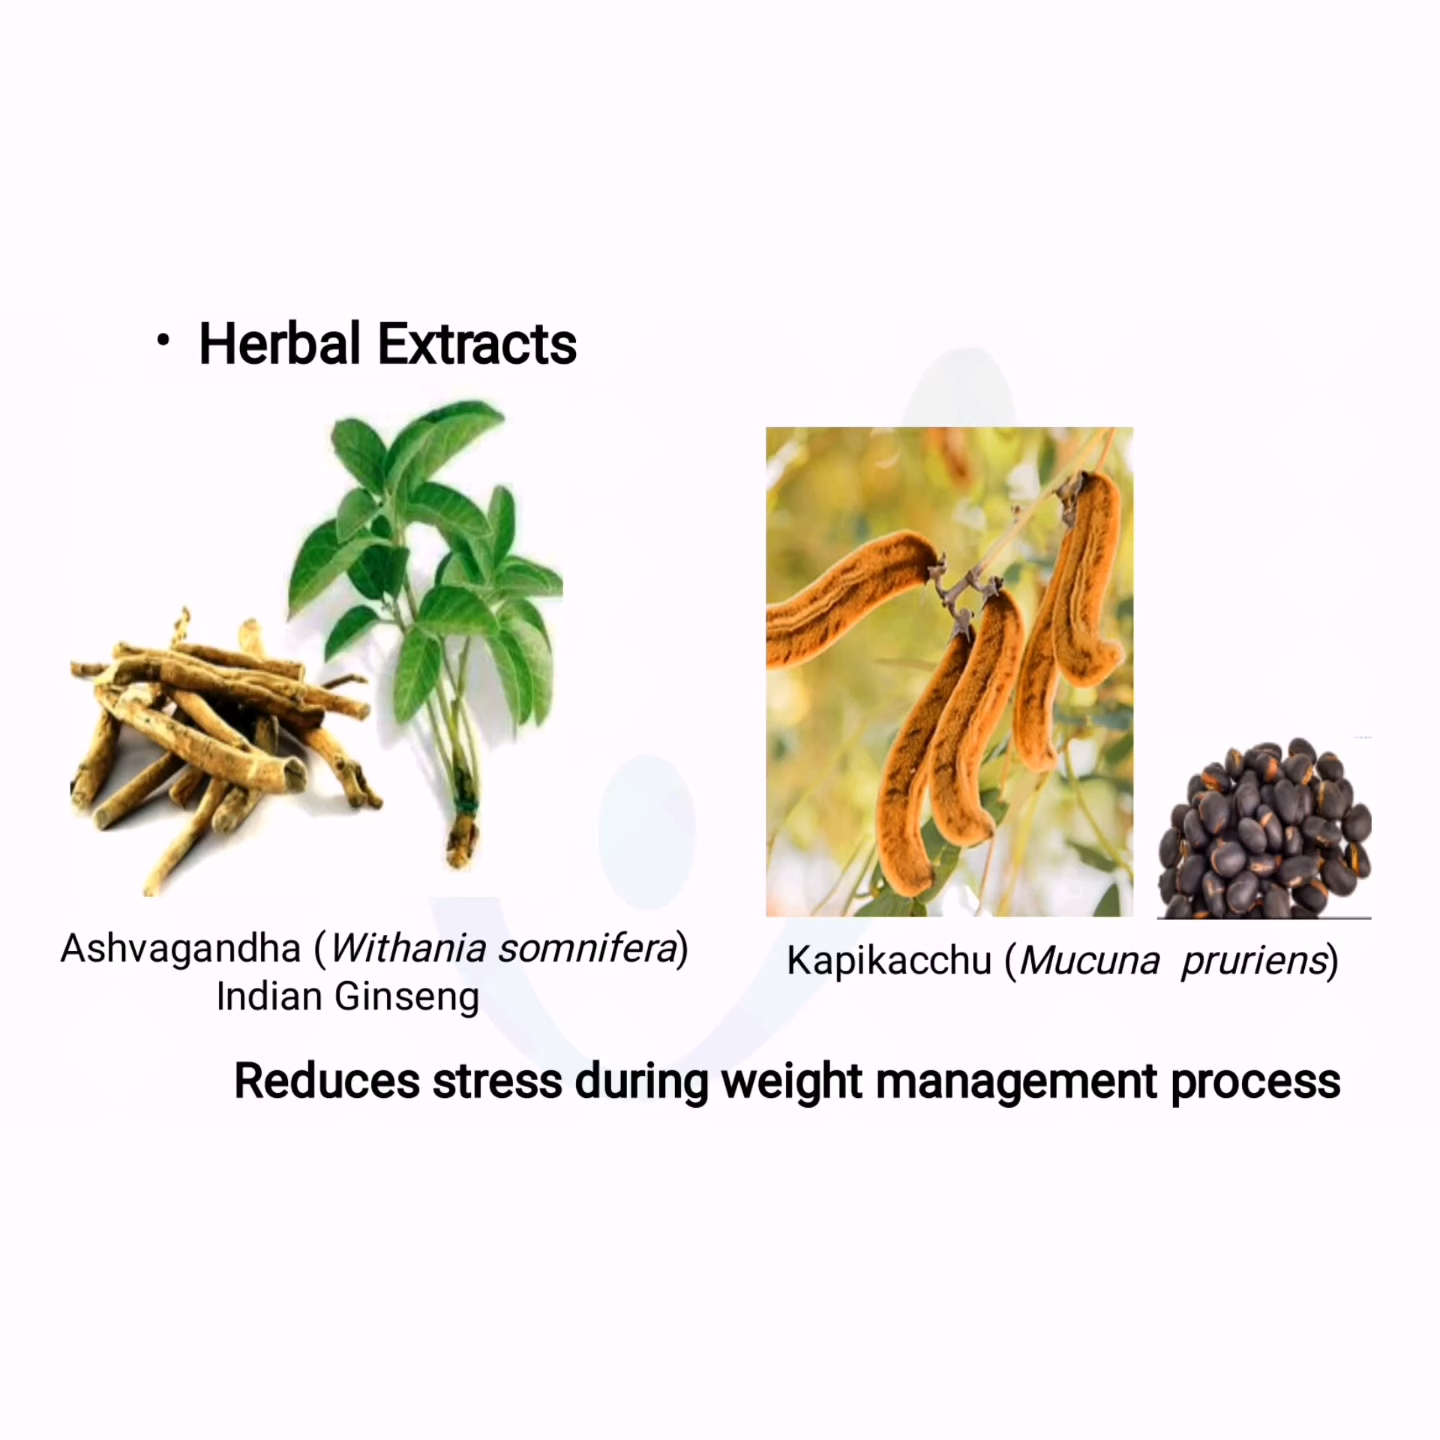 • Herbal Extracts
Ashvagandha (Withania somnifera)
Indian Ginseng
Kapikacchu (Mucuna pruriens)
Reduces stress during weight management process